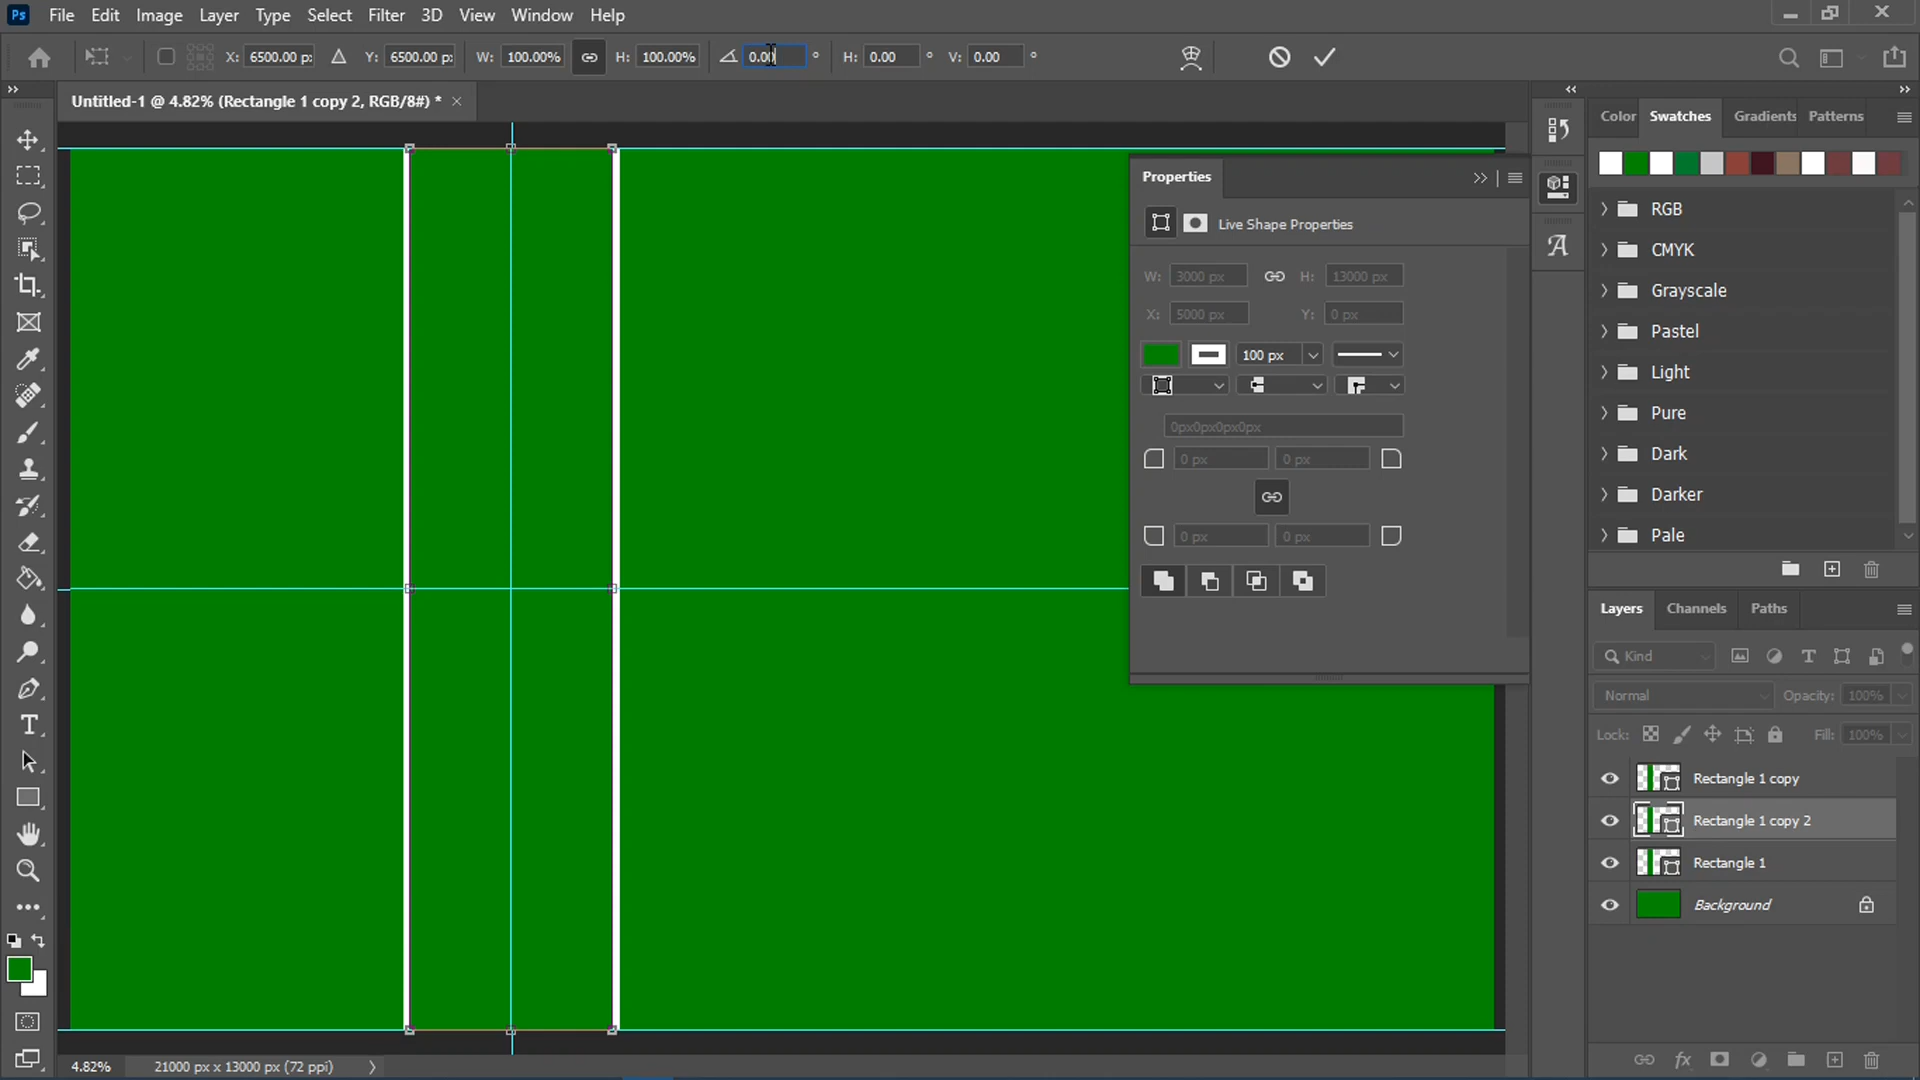 Ps File Edit Image Layer Type Select Filter 3D View Window Help
X: 6500.00 p Y: 6500.00 p W: 100.00% H: 100.00% 0.00 ° H: 0.00 ° V: 0.00 °
Untitled-1 @ 4.82% (Rectangle 1 copy 2, RGB/8#) * ×
Color Swatches Gradients Patterns
Properties
Live Shape Properties
W: 3000 px H: 13000 px
X: 5000 px Y: 0 px
100 px
0px0px0px0px
0 px 0 px
0 px 0 px
RGB
CMYK
Grayscale
Pastel
Light
Pure
Dark
Darker
Pale
Layers Channels Paths
Kind
Normal Opacity: 100%
Lock: Fill: 100%
Rectangle 1 copy
Rectangle 1 copy 2
Rectangle 1
Background
fx
4.82% 21000 px x 13000 px (72 ppi)